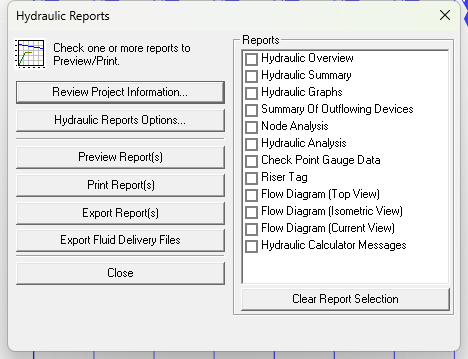 Hydraulic Reports
Check one or more reports to
Preview/Print.
Review Project Information...
Hydraulic Reports Options...
Preview Report(s)
Print Report(s)
Export Report(s)
Export Fluid Delivery Files
Close
Reports
Hydraulic Overview
Hydraulic Summary
Hydraulic Graphs
Summary Of Outflowing Devices
Node Analysis
Hydraulic Analysis
Check Point Gauge Data
Riser Tag
Flow Diagram (Top View)
Flow Diagram (Isometric View)
Flow Diagram (Current View)
Hydraulic Calculator Messages
Clear Report Selection